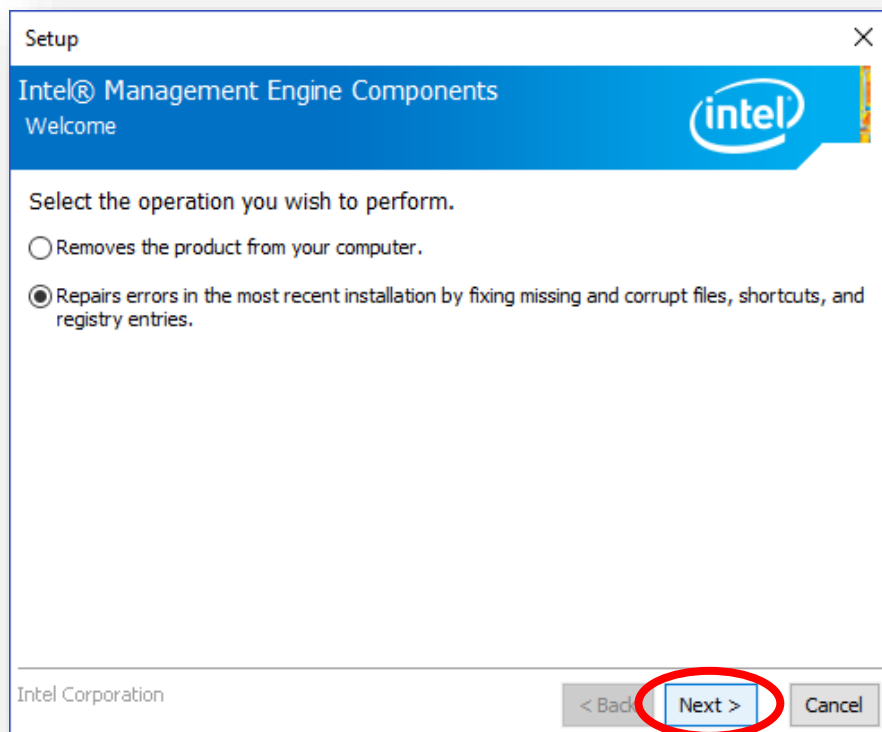 Setup
Intel® Management Engine Components
Welcome
intel
Select the operation you wish to perform.
Removes the product from your computer.
Repairs errors in the most recent installation by fixing missing and corrupt files, shortcuts, and
registry entries.
Intel Corporation
< Back
Next >
Cancel